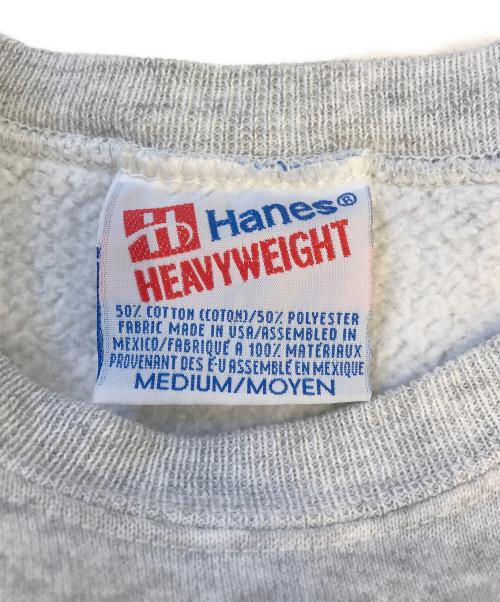 Hanes®
HEAVYWEIGHT
50% COTTON (COTON)/50% POLYESTER
FABRIC MADE IN USA/ASSEMBLED IN
MEXICO/FABRIQUÉ A 100% MATÉRIAUX
PROVENANT DES É-U ASSEMBLÉ EN MEXIQUE
MEDIUM/MOYEN